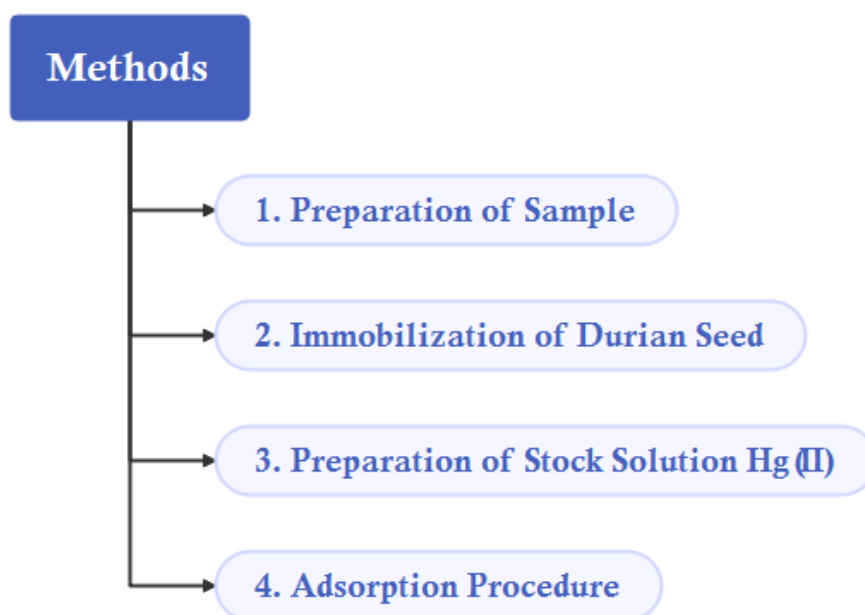 Methods
1. Preparation of Sample
2. Immobilization of Durian Seed
3. Preparation of Stock Solution Hg(II)
4. Adsorption Procedure